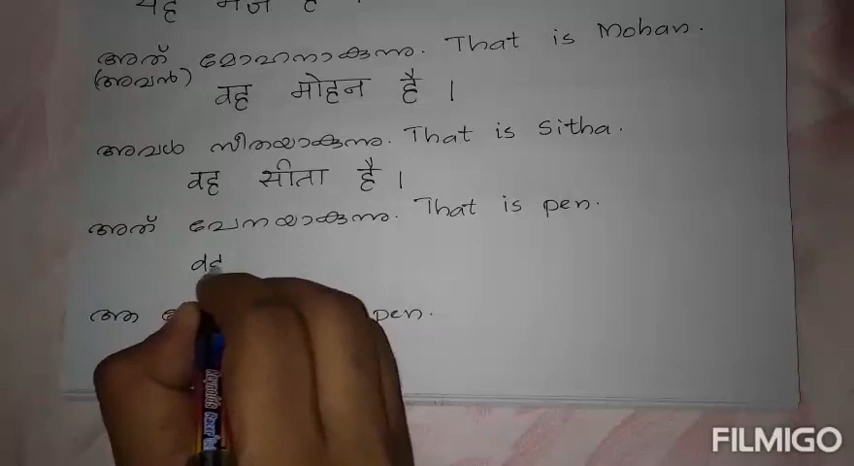 यह मेज है
അത് മോഹനാകുന്നു. That is Mohan.
(അവൻ)
वह मोहन है ।
അവൾ സീതയാകുന്നു. That is Sitha.
वह सीता है ।
അത് പേനയാകുന്നു. That is pen.
वह
ആ pen.
FILMIGO